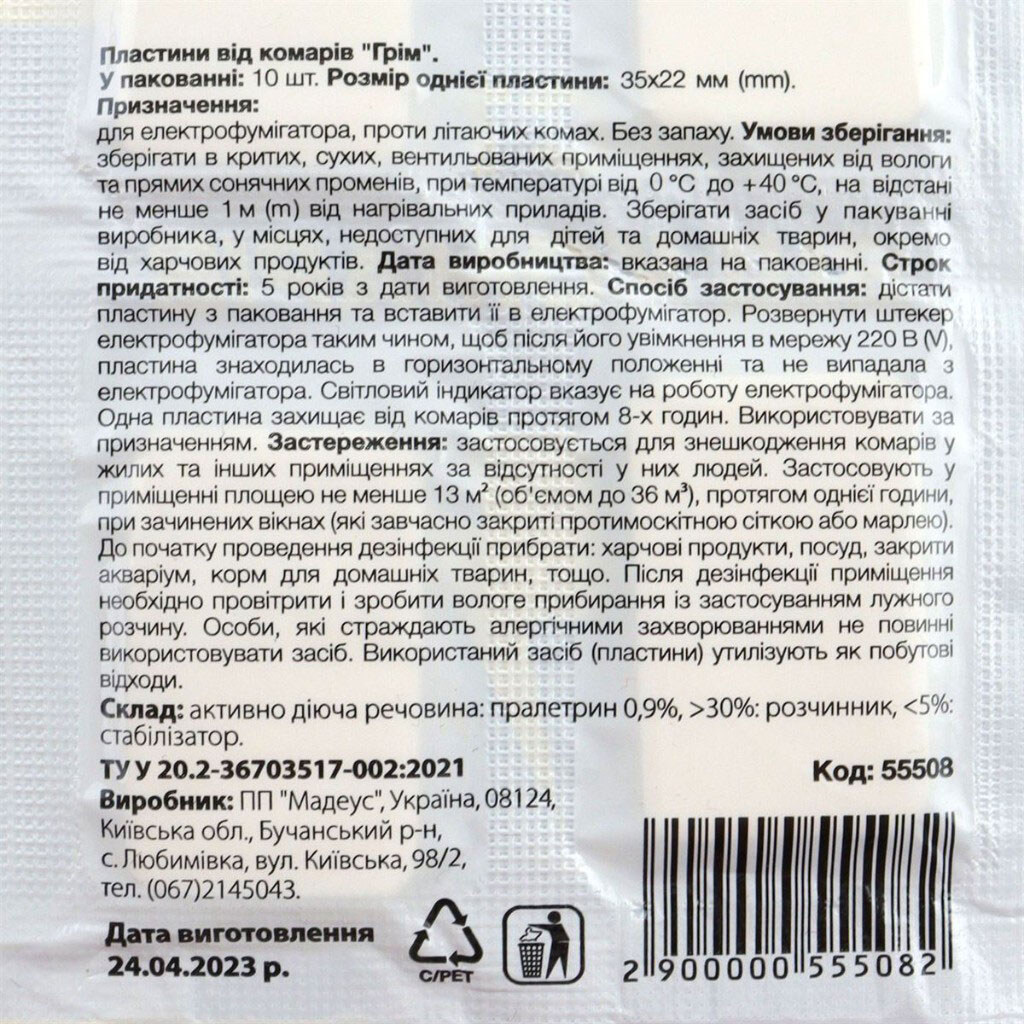 Пластини від комарів "Грім".
У пакованні: 10 шт. Розмір однієї пластини: 35х22 мм (mm).
Призначення:
для електрофумігатора, проти літаючих комах. Без запаху. Умови зберігання:
зберігати в критих, сухих, вентильованих приміщеннях, захищених від вологи
та прямих сонячних променів, при температурі від 0 °С до +40 °С, на відстані
не менше 1 м (m) від нагрівальних приладів. Зберігати засіб у пакуванні
виробника, у місцях, недоступних для дітей та домашніх тварин, окремо
від харчових продуктів. Дата виробництва: вказана на пакованні. Строк
придатності: 5 років з дати виготовлення. Спосіб застосування: дістати
пластину з паковання та вставити її в електрофумігатор. Розвернути штекер
електрофумігатора таким чином, щоб після його увімкнення в мережу 220 В (V),
пластина знаходилась в горизонтальному положенні та не випадала з
електрофумігатора. Світловий індикатор вказує на роботу електрофумігатора.
Одна пластина захищає від комарів протягом 8-х годин. Використовувати за
призначенням. Застереження: застосовується для знешкодження комарів у
жилих та інших приміщеннях за відсутності у них людей. Застосовують у
приміщенні площею не менше 13 м² (об'ємом до 36 м³), протягом однієї години,
при зачинених вікнах (які завчасно закриті протимоскітною сіткою або марлею).
До початку проведення дезінфекції прибрати: харчові продукти, посуд, закрити
акваріум, корм для домашніх тварин, тощо. Після дезінфекції приміщення
необхідно провітрити і зробити вологе прибирання із застосуванням лужного
розчину. Особи, які страждають алергічними захворюваннями не повинні
використовувати засіб. Використаний засіб (пластини) утилізують як побутові
відходи.
Склад: активно діюча речовина: пралетрин 0,9%, >30%: розчинник, <5%:
стабілізатор.
ТУ У 20.2-36703517-002:2021
Код: 55508
Виробник: ПП "Мадеус", Україна, 08124,
Київська обл., Бучанський р-н,
с. Любимівка, вул. Київська, 98/2,
тел. (067)2145043.
Дата виготовлення
24.04.2023 р.
C/PET
2 900000 555082